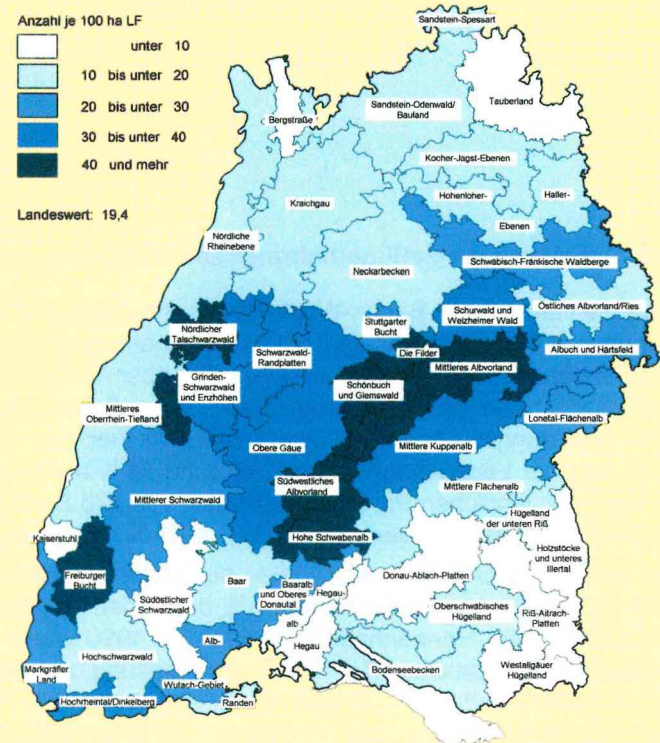 Anzahl je 100 ha LF
unter 10
10 bis unter 20
20 bis unter 30
30 bis unter 40
40 und mehr
Landeswert: 19,4
Sandstein-Spessart
Tauberland
Sandstein-Odenwald/
Bauland
Bergstraße
Kocher-Jagst-Ebenen
Hohenloher-
Haller-
Ebenen
Kraichgau
Nördliche
Rheinebene
Schwäbisch-Fränkische Waldberge
Neckarbecken
Östliches Albvorland/Ries
Schurwald und
Welzheimer Wald
Stuttgarter
Bucht
Nördlicher
Talschwarzwald
Die Filder
Albuch und Härtsfeld
Schwarzwald-
Randplatten
Mittleres Albvorland
Grinden-
Schwarzwald
und Enzhöhen
Schönbuch
und Glemswald
Mittleres
Oberrhein-Tiefland
Lonetal-Flächenalb
Obere Gäue
Mittlere Kuppenalb
Südwestliches
Albvorland
Mittlere Flächenalb
Mittlerer Schwarzwald
Hügelland
der unteren Riß
Kaiserstuhl
Hohe Schwabenalb
Holzstöcke
und unteres
Illertal
Freiburger
Bucht
Baar
Baaralb
und Oberes
Donautal
Hegau-
alb
Donau-Ablach-Platten
Südöstlicher
Schwarzwald
Oberschwäbisches
Hügelland
Riß-Aitrach-
Platten
Alb-
Wutach-Gebiet
Hegau
Hochschwarzwald
Markgräfler
Land
Bodenseebecken
Westallgäuer
Hügelland
Hochrheintal/Dinkelberg
Randen